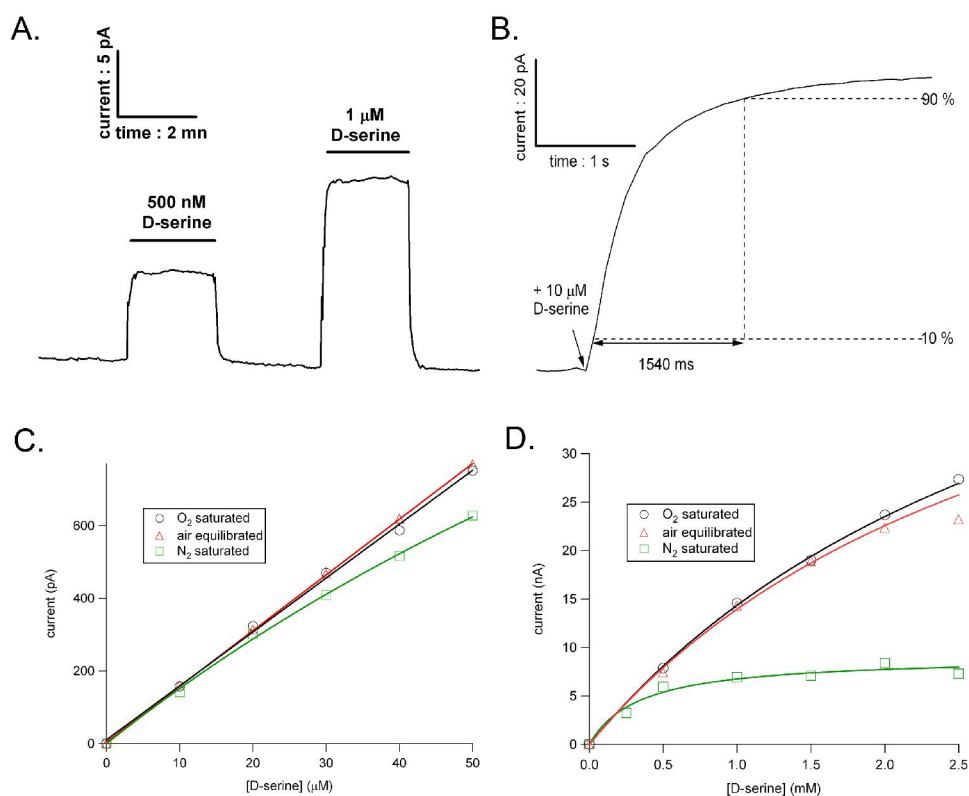 A.
current : 5 pA
time : 2 mn
500 nM
D-serine
1 μM
D-serine
B.
current : 20 pA
time : 1 s
90 %
+ 10 μM
D-serine
10 %
1540 ms
C.
O2 saturated
air equilibrated
N2 saturated
current (pA)
600
400
200
0
0 10 20 30 40 50
[D-serine] (μM)
D.
O2 saturated
air equilibrated
N2 saturated
current (nA)
30
25
20
15
10
5
0
0.0 0.5 1.0 1.5 2.0 2.5
[D-serine] (mM)